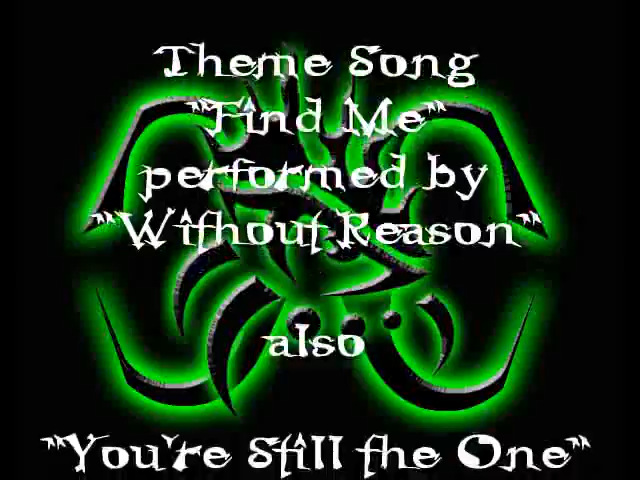 Theme Song
"Find Me"
performed by
"Without Reason"
also
"You're Still the One"